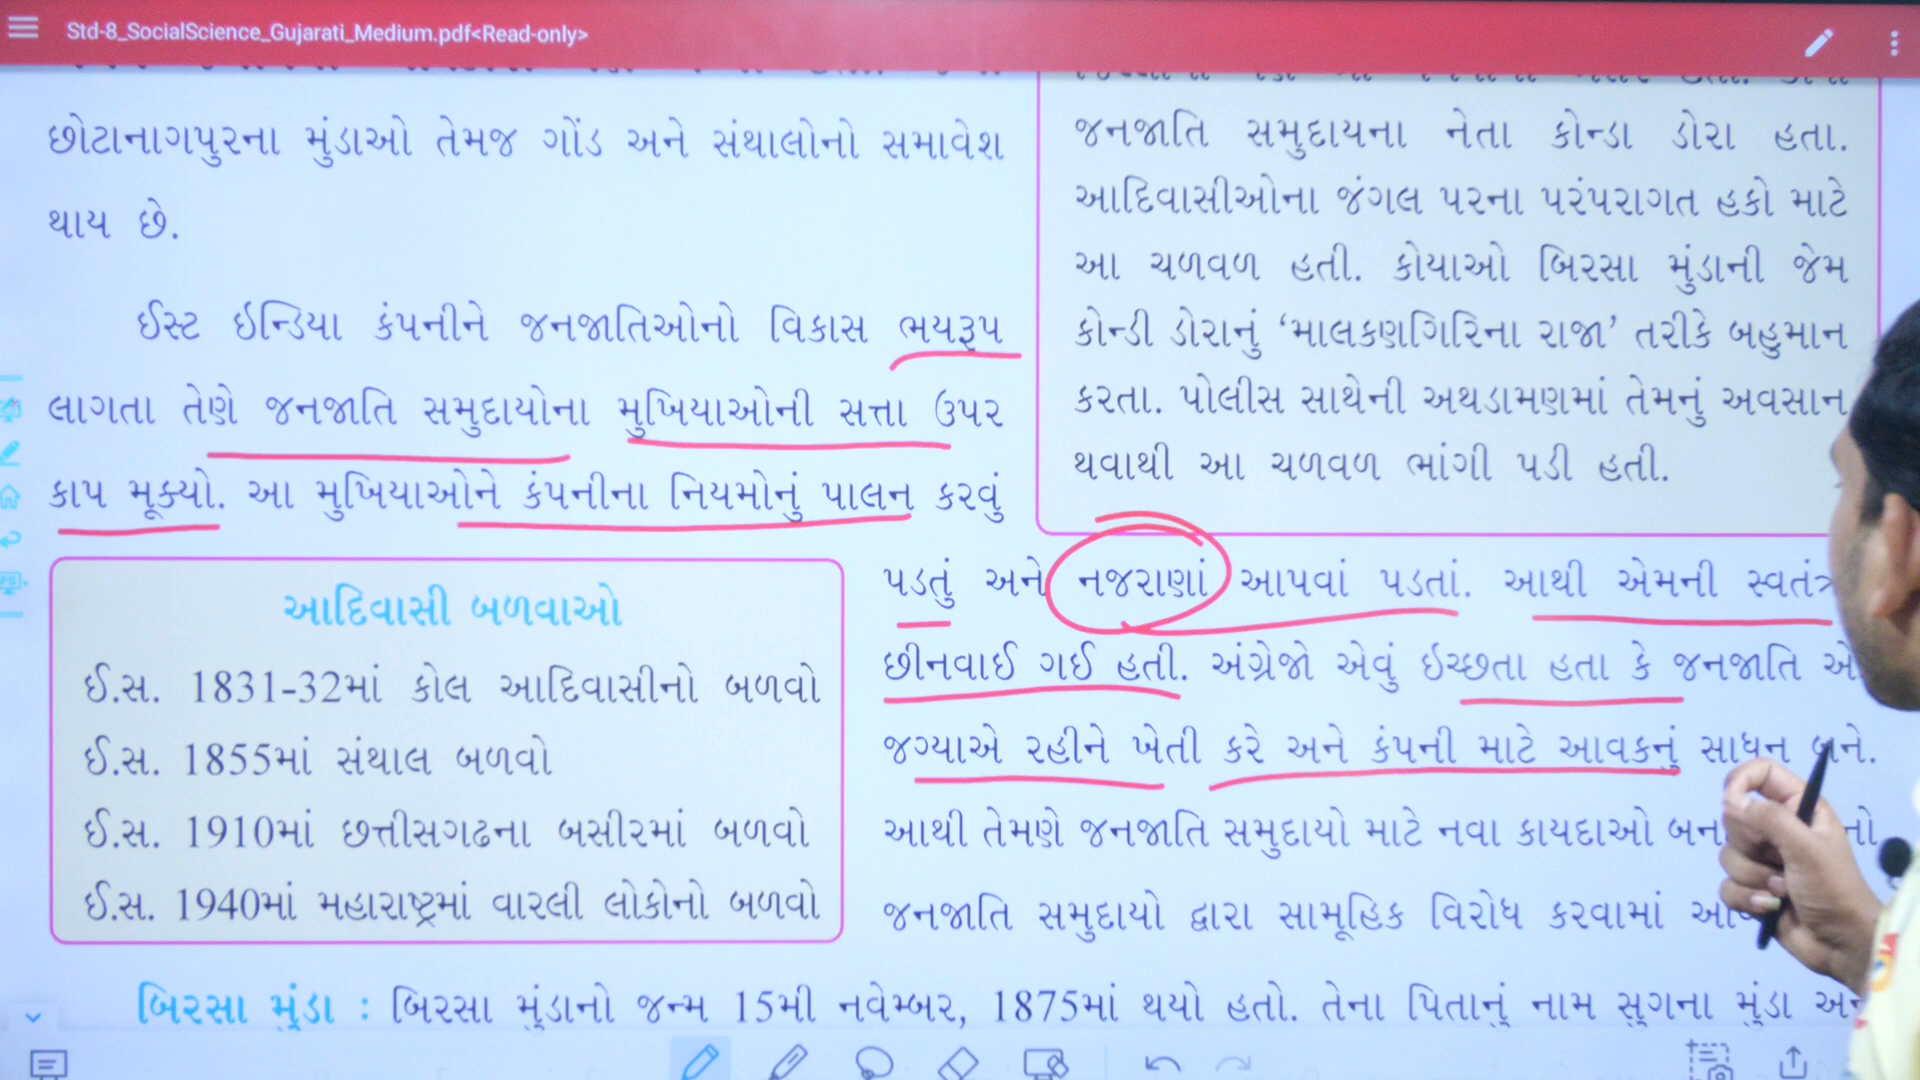 Std-8_SocialScience_Gujarati_Medium.pdf<Read-only>
છોટાનાગપુરના મુંડાઓ તેમજ ગોંડ અને સંથાલોનો સમાવેશ
થાય છે.
ઈસ્ટ ઇન્ડિયા કંપનીને જનજાતિઓનો વિકાસ ભયરૂપ
લાગતા તેણે જનજાતિ સમુદાયોના મુખિયાઓની સત્તા ઉપર
કાપ મૂક્યો. આ મુખિયાઓને કંપનીના નિયમોનું પાલન કરવું
જનજાતિ સમુદાયના નેતા કોન્ડા ડોરા હતા.
આદિવાસીઓના જંગલ પરના પરંપરાગત હકો માટે
આ ચળવળ હતી. કોયાઓ બિરસા મુંડાની જેમ
કોન્ડી ડોરાનું ‘માલકણગિરિના રાજા’ તરીકે બહુમાન
કરતા. પોલીસ સાથેની અથડામણમાં તેમનું અવસાન
થવાથી આ ચળવળ ભાંગી પડી હતી.
આદિવાસી બળવાઓ
ઈ.સ. 1831-32માં કોલ આદિવાસીનો બળવો
ઈ.સ. 1855માં સંથાલ બળવો
ઈ.સ. 1910માં છત્તીસગઢના બસીરમાં બળવો
ઈ.સ. 1940માં મહારાષ્ટ્રમાં વારલી લોકોનો બળવો
પડતું અને નજરાણાં આપવાં પડતાં. આથી એમની
છીનવાઈ ગઈ હતી. અંગ્રેજો એવું ઇચ્છતા હતા કે જનજાતિ
જગ્યાએ રહીને ખેતી કરે અને કંપની માટે આવકનું સાધન બને.
આથી તેમણે જનજાતિ સમુદાયો માટે નવા કાયદાઓ
જનજાતિ સમુદાયો દ્વારા સામૂહિક વિરોધ કરવામાં
બિરસા મુંડા : બિરસા મુંડાનો જન્મ 15મી નવેમ્બર, 1875માં થયો હતો. તેના પિતાનું નામ સુગના મુંડા